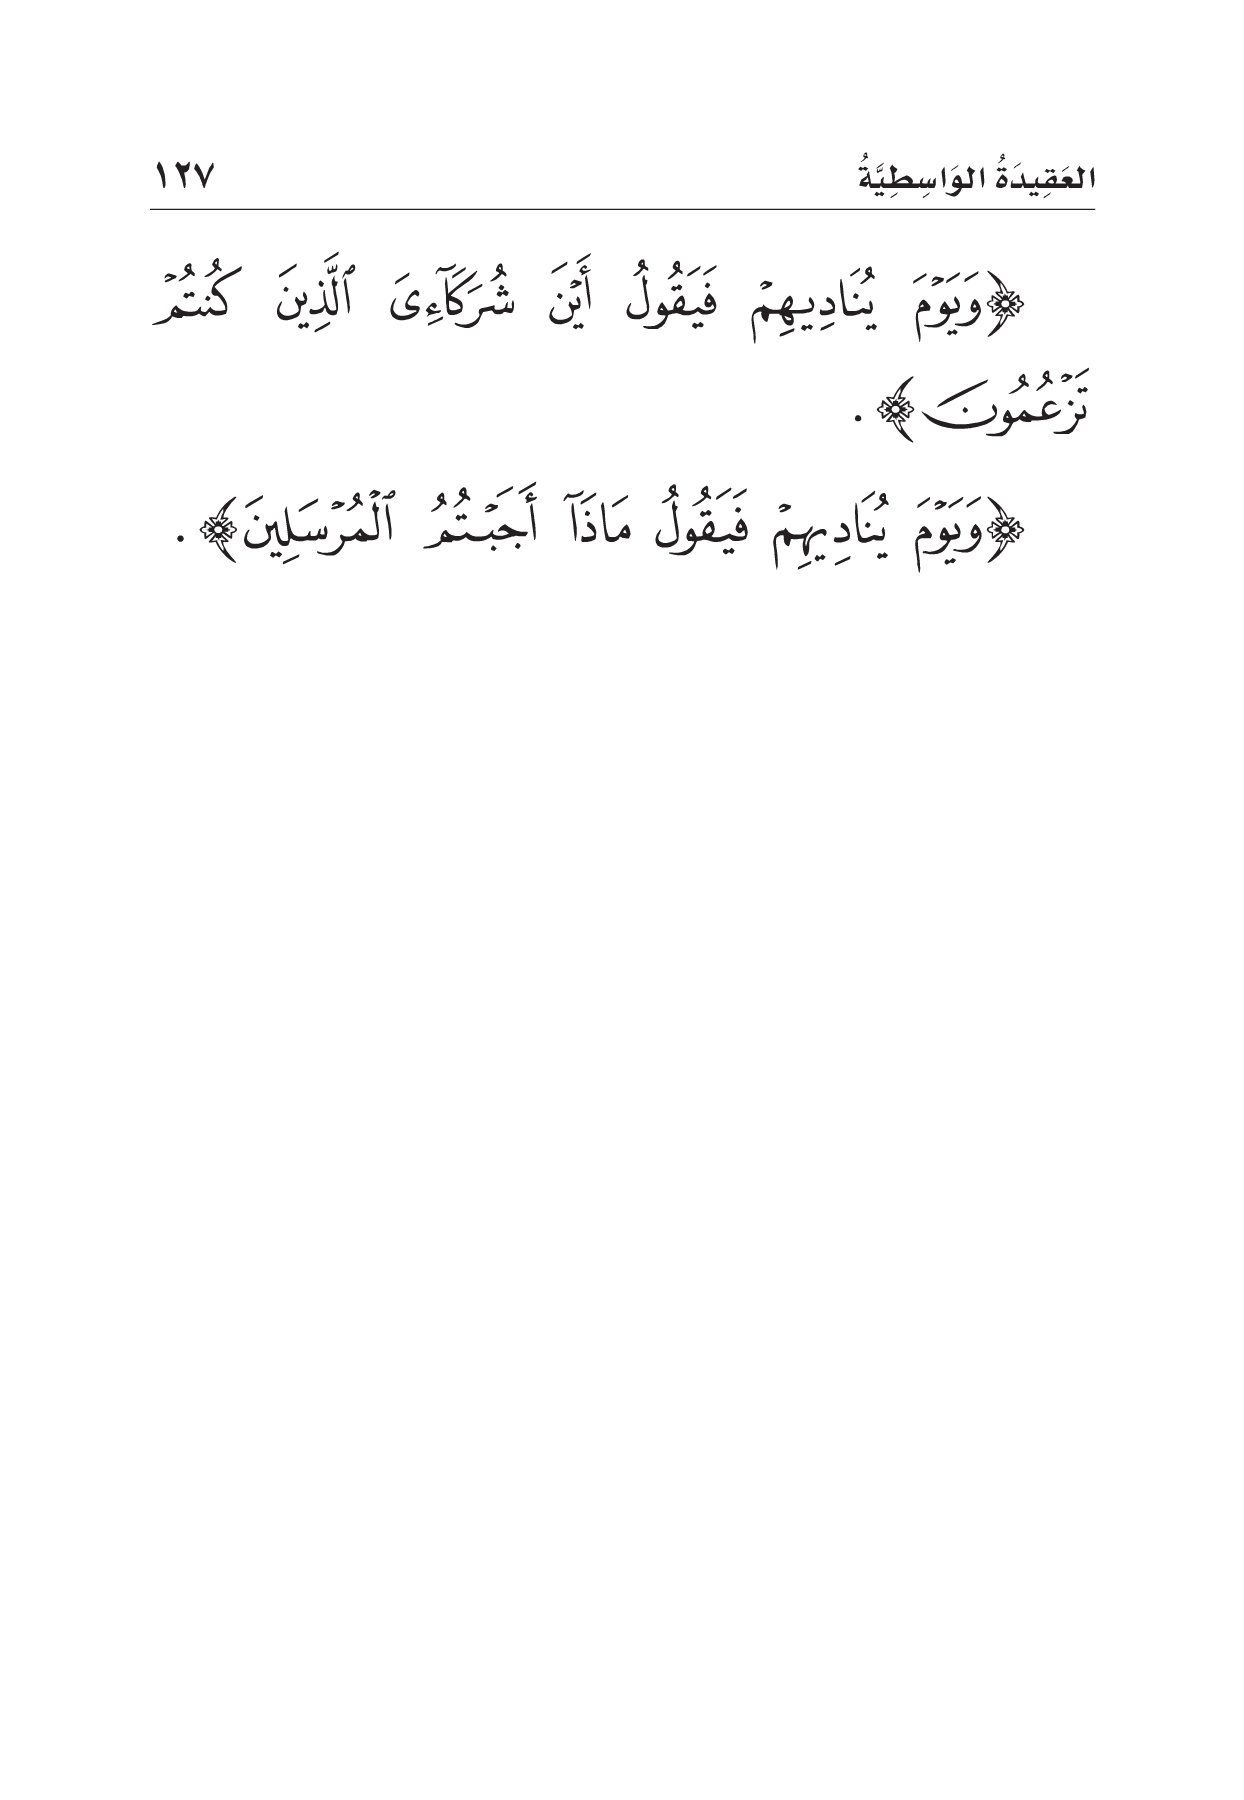 العَقِيدَةُ الوَاسِطِيَّةُ ١٢٧
﴿وَيَوْمَ يُنَادِيهِمْ فَيَقُولُ أَيْنَ شُرَكَآءِىَ ٱلَّذِينَ كُنتُمْ
تَزْعُمُونَ﴾ .
﴿وَيَوْمَ يُنَادِيهِمْ فَيَقُولُ مَاذَآ أَجَبْتُمُ ٱلْمُرْسَلِينَ﴾ .